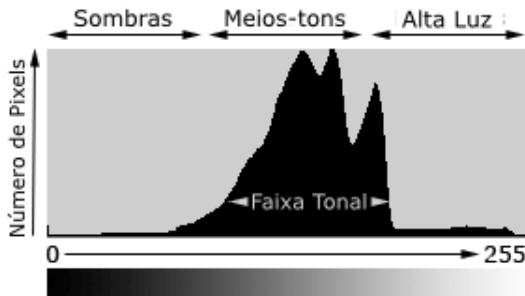 Sombras Meios-tons Alta Luz
Número de Pixels
Faixa Tonal
0 255